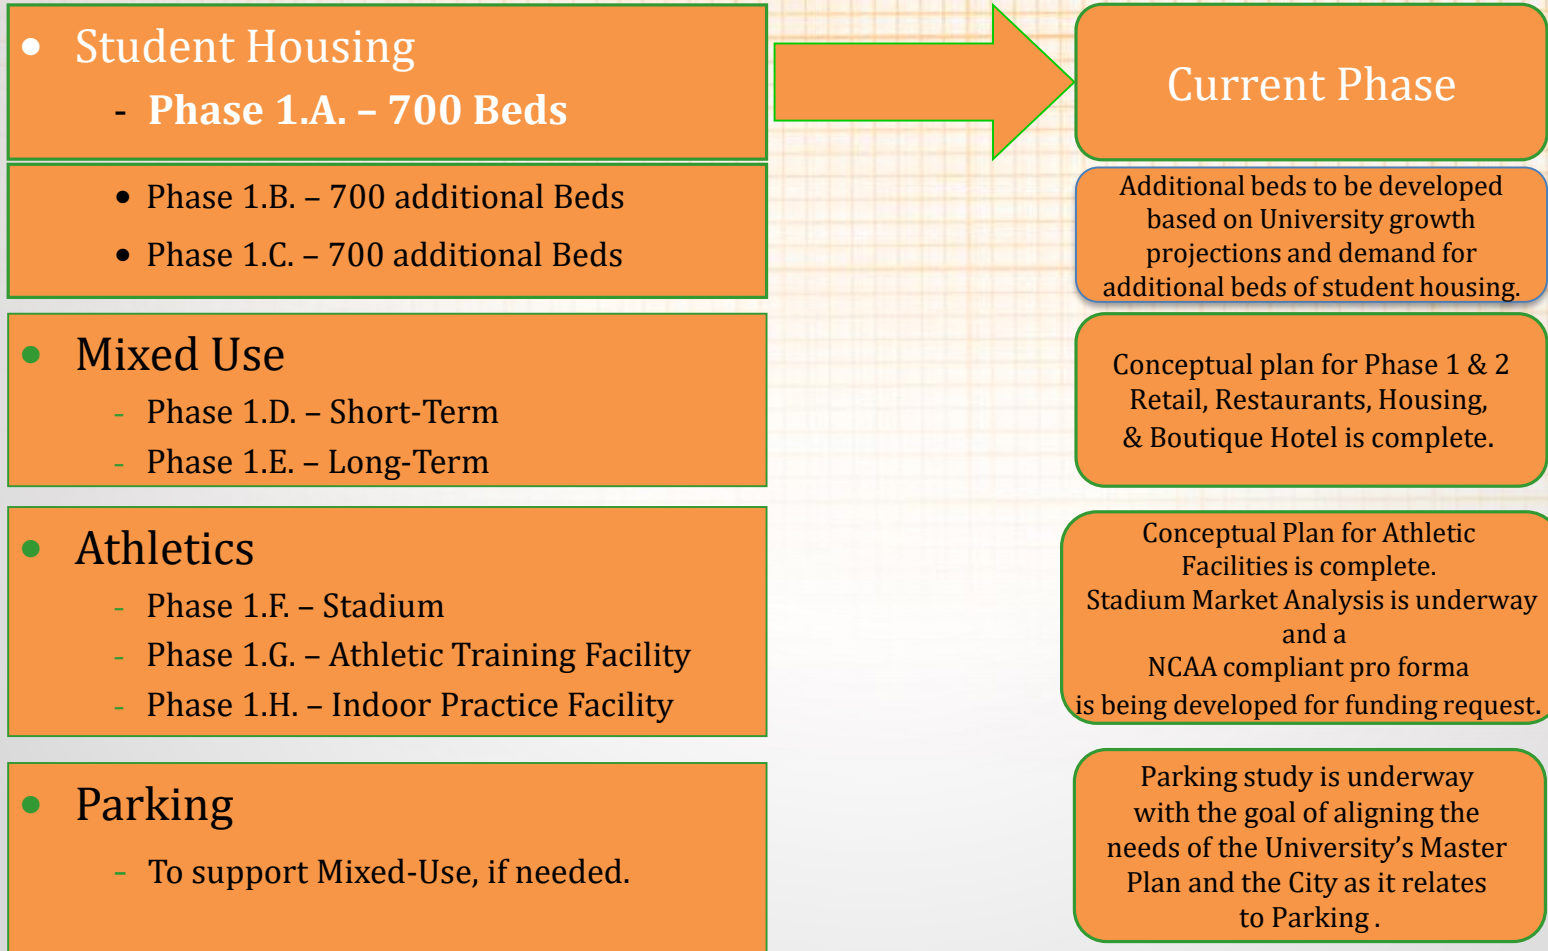 • Student Housing
- Phase 1.A. – 700 Beds
Current Phase
• Phase 1.B. – 700 additional Beds
• Phase 1.C. – 700 additional Beds
Additional beds to be developed
based on University growth
projections and demand for
additional beds of student housing.
• Mixed Use
- Phase 1.D. – Short-Term
- Phase 1.E. – Long-Term
Conceptual plan for Phase 1 & 2
Retail, Restaurants, Housing,
& Boutique Hotel is complete.
• Athletics
- Phase 1.F. – Stadium
- Phase 1.G. – Athletic Training Facility
- Phase 1.H. – Indoor Practice Facility
Conceptual Plan for Athletic
Facilities is complete.
Stadium Market Analysis is underway
and a
NCAA compliant pro forma
is being developed for funding request.
• Parking
- To support Mixed-Use, if needed.
Parking study is underway
with the goal of aligning the
needs of the University’s Master
Plan and the City as it relates
to Parking .